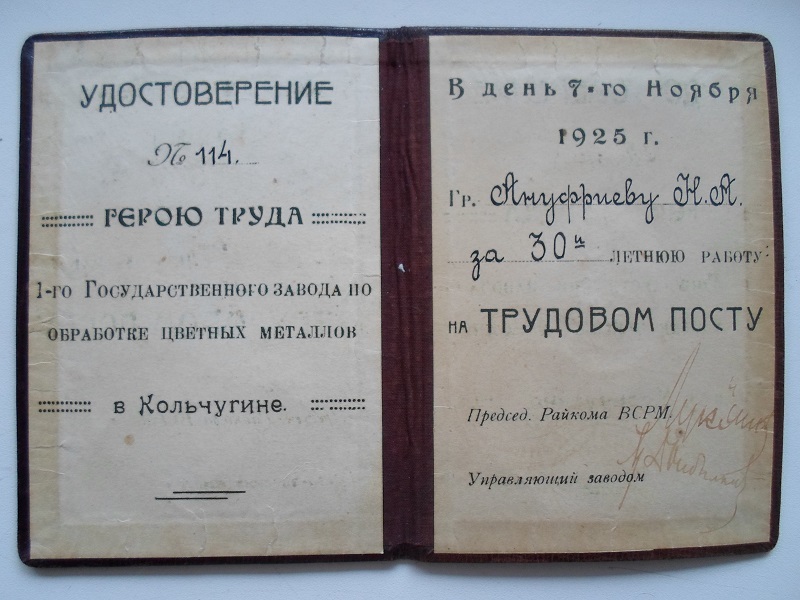 УДОСТОВЕРЕНИЕ
№ 114.
ГЕРОЮ ТРУДА
1-го Государственного завода по
обработке цветных металлов
в Кольчугине.
В день 7-го Ноября
1925 г.
Гр. Ануфриеву Н.А.
за 30и летнюю работу
на ТРУДОВОМ ПОСТУ
Председ. Райкома ВСРМ.
Управляющий заводом